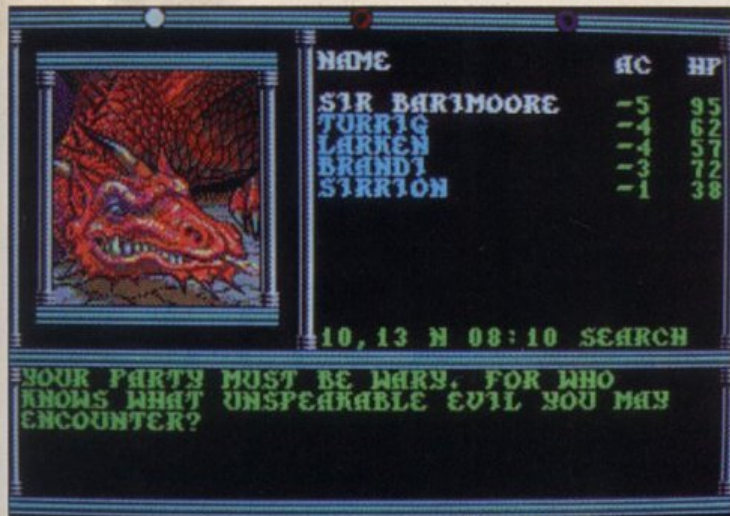 NAME AC HP
SIR BARIMOORE -5 95
TURRIG -4 62
LARKEN -4 57
BRANDI -3 72
SIRRION -1 38
10,13 N 08:10 SEARCH
YOUR PARTY MUST BE WARY. FOR WHO
KNOWS WHAT UNSPEAKABLE EVIL YOU MAY
ENCOUNTER?